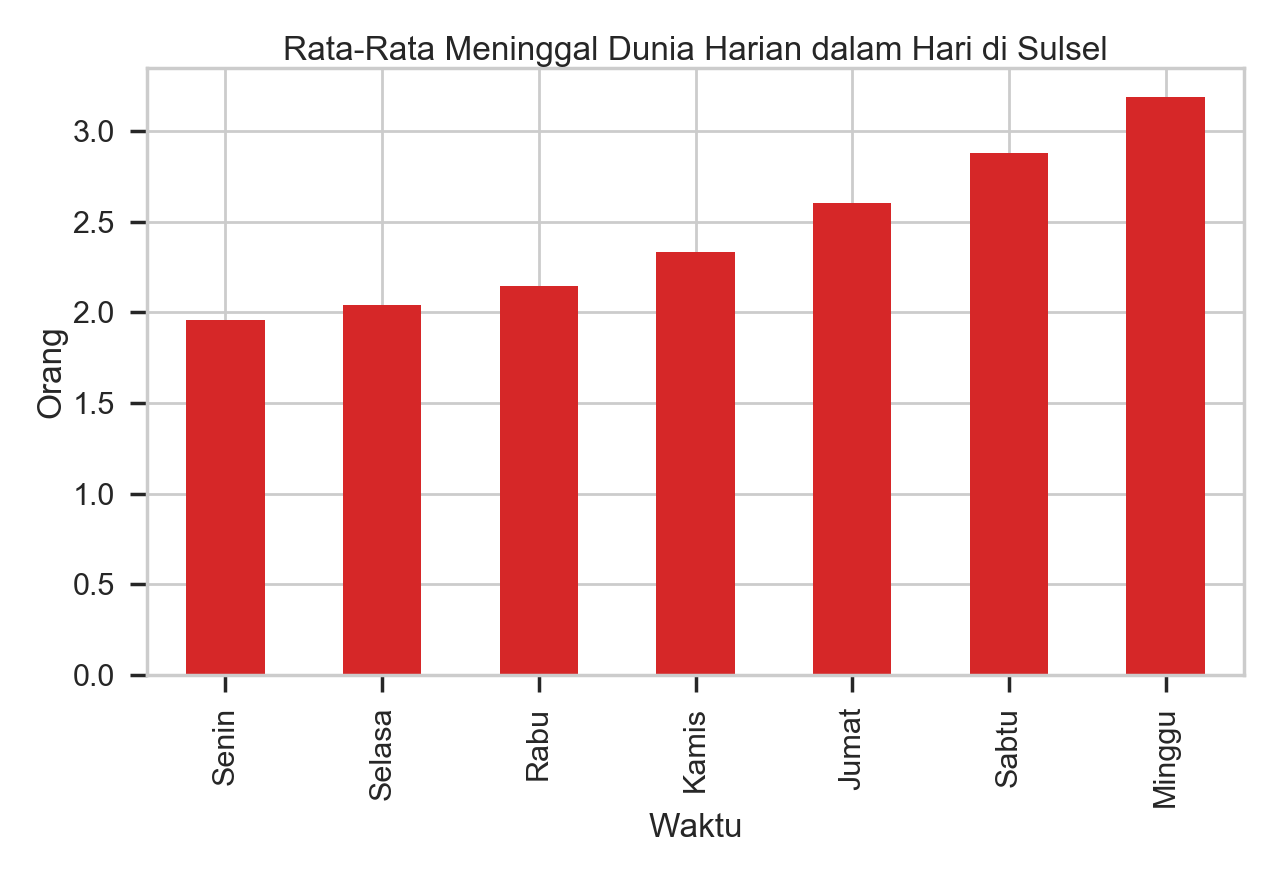 Rata-Rata Meninggal Dunia Harian dalam Hari di Sulsel
3.0
2.5
2.0
1.5
1.0
0.5
0.0
Orang
Senin
Selasa
Rabu
Kamis
Jumat
Sabtu
Minggu
Waktu